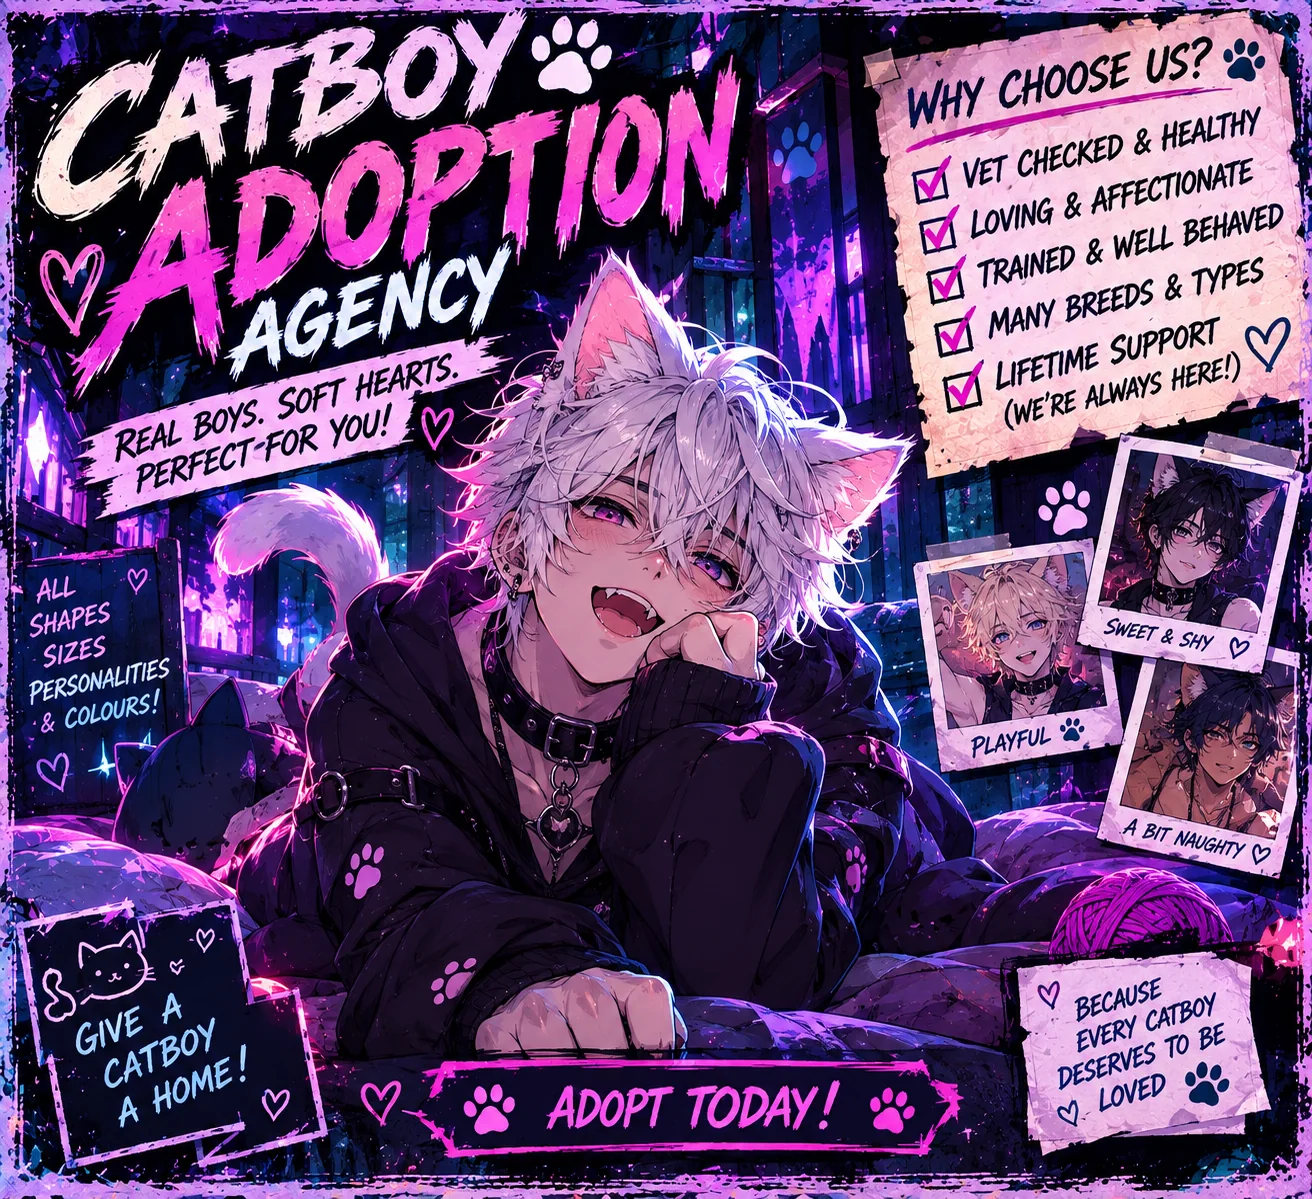 CATBOY
ADOPTION
AGENCY
REAL BOYS. SOFT HEARTS.
PERFECT FOR YOU!
WHY CHOOSE US?
VET CHECKED & HEALTHY
LOVING & AFFECTIONATE
TRAINED & WELL BEHAVED
MANY BREEDS & TYPES
LIFETIME SUPPORT
(WE'RE ALWAYS HERE!)
ALL
SHAPES
SIZES
PERSONALITIES
& COLOURS!
SWEET & SHY
PLAYFUL
A BIT NAUGHTY
GIVE A
CATBOY
A HOME!
ADOPT TODAY!
BECAUSE
EVERY CATBOY
DESERVES TO BE
LOVED